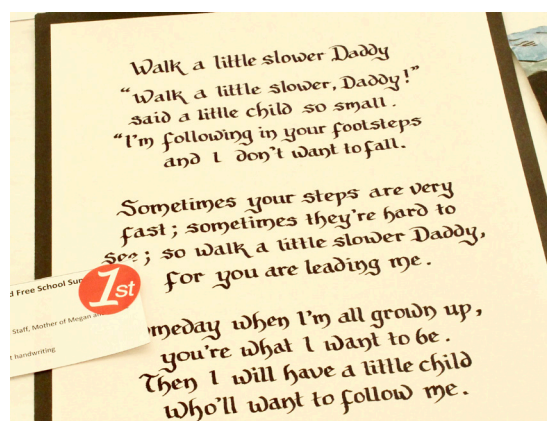 Walk a little slower Daddy
“Walk a little slower, Daddy!”
said a little child so small.
“I'm following in your footsteps
and I don't want to fall.
Sometimes your steps are very
fast; sometimes they're hard to
see; so walk a little slower Daddy,
for you are leading me.
omeday when I'm all grown up,
you're what I want to be.
Then I will have a little child
who'll want to follow me.
d Free School Su
1st
Staff, Mother of Megan a
t handwriting